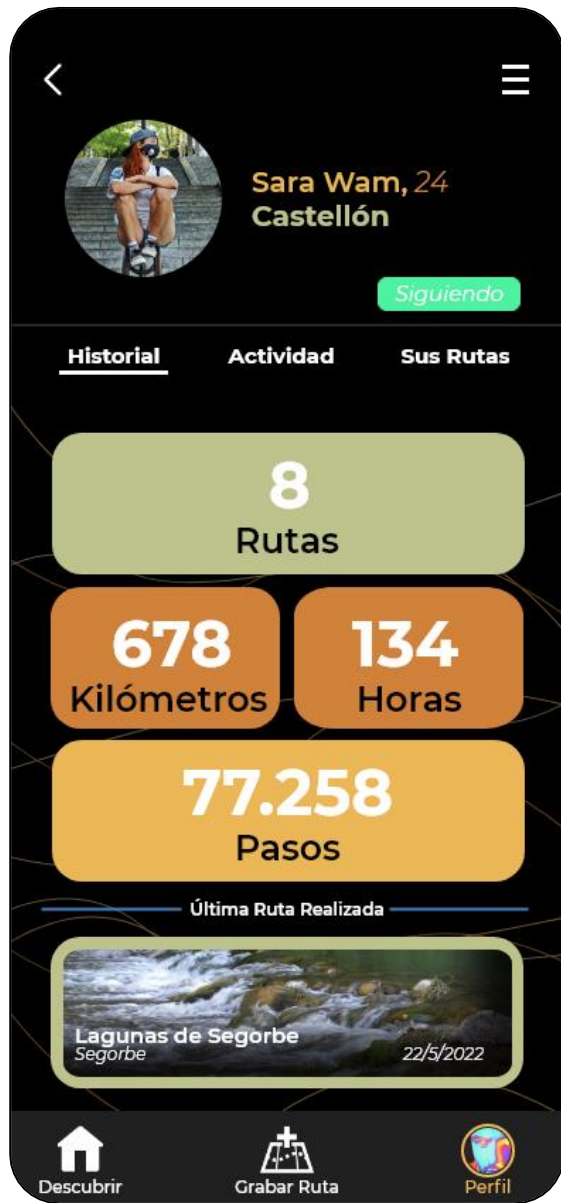 Sara Wam, 24
Castellón
Siguiendo
Historial Actividad Sus Rutas
8
Rutas
678
Kilómetros
134
Horas
77.258
Pasos
Última Ruta Realizada
Lagunas de Segorbe
Segorbe 22/5/2022
Descubrir Grabar Ruta Perfil